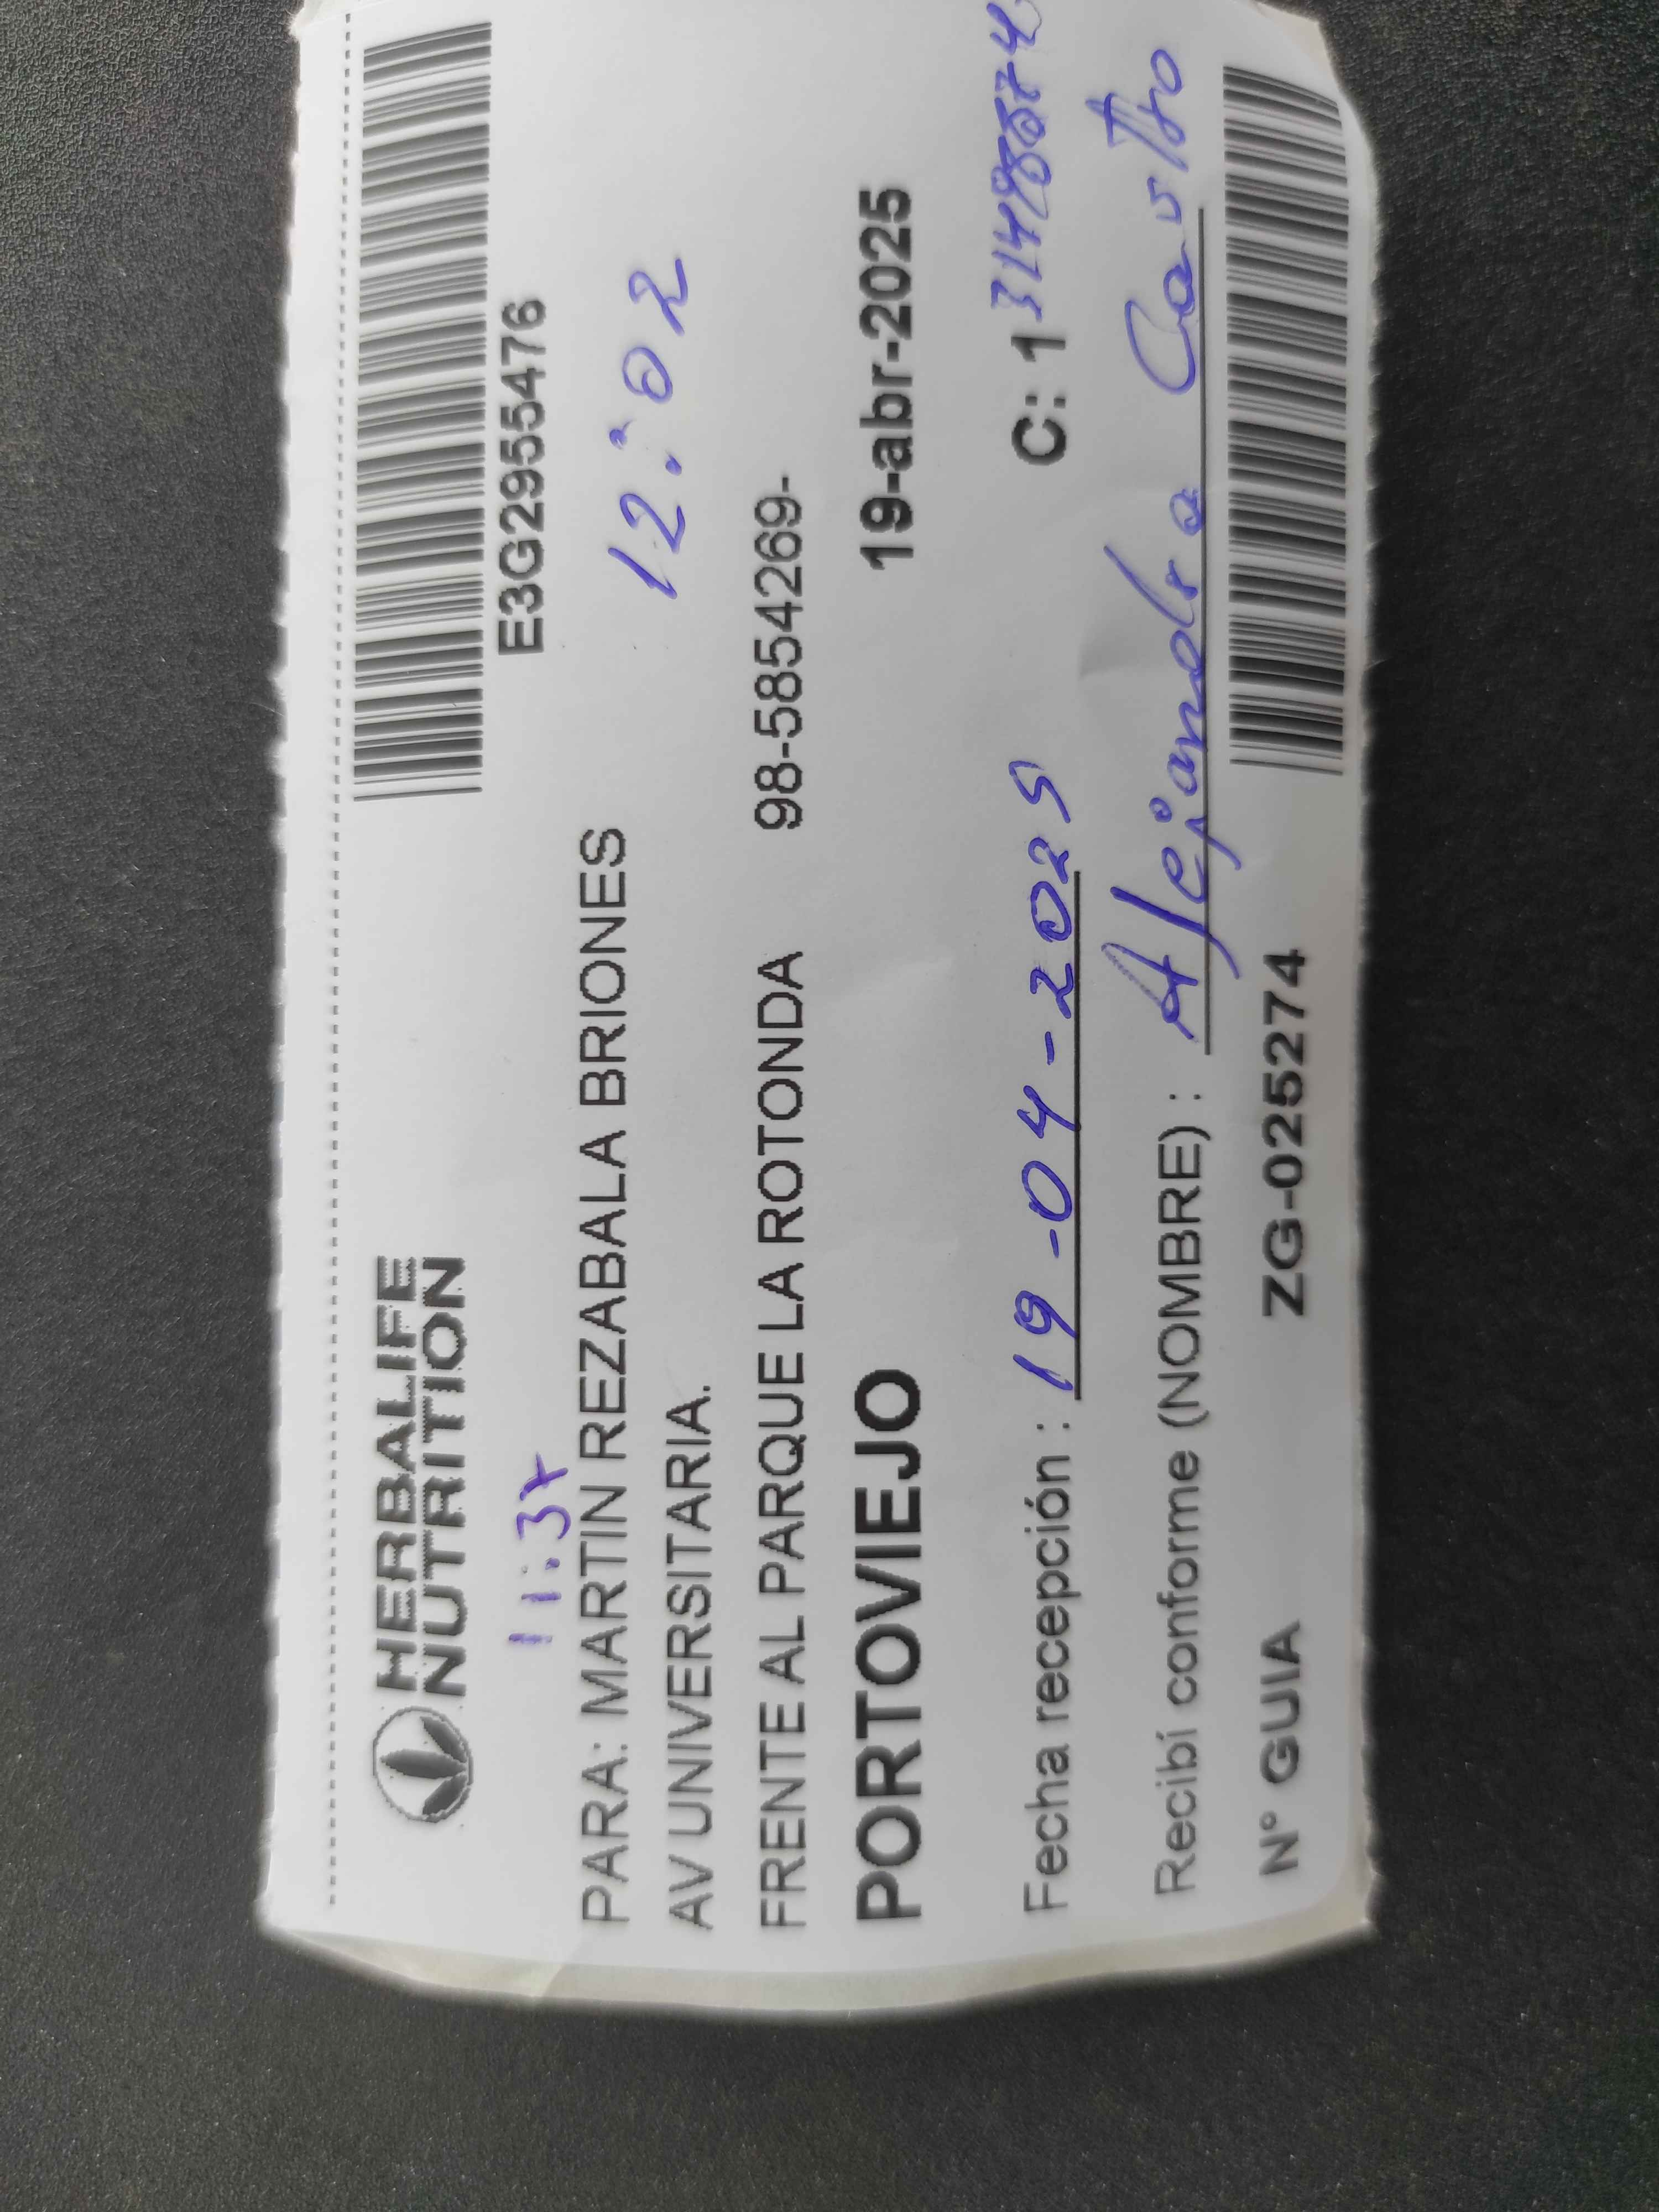 HERBALIFE
NUTRITION
E3G2955476
11:37
PARA: MARTIN REZABALA BRIONES
12:02
AV UNIVERSITARIA.
FRENTE AL PARQUE LA ROTONDA 98-5854269-
PORTOVIEJO 19-abr-2025
Fecha recepción : 19-04-2025 C: 1
Recibí conforme (NOMBRE) : Alejandra Castro
N° GUIA ZG-025274